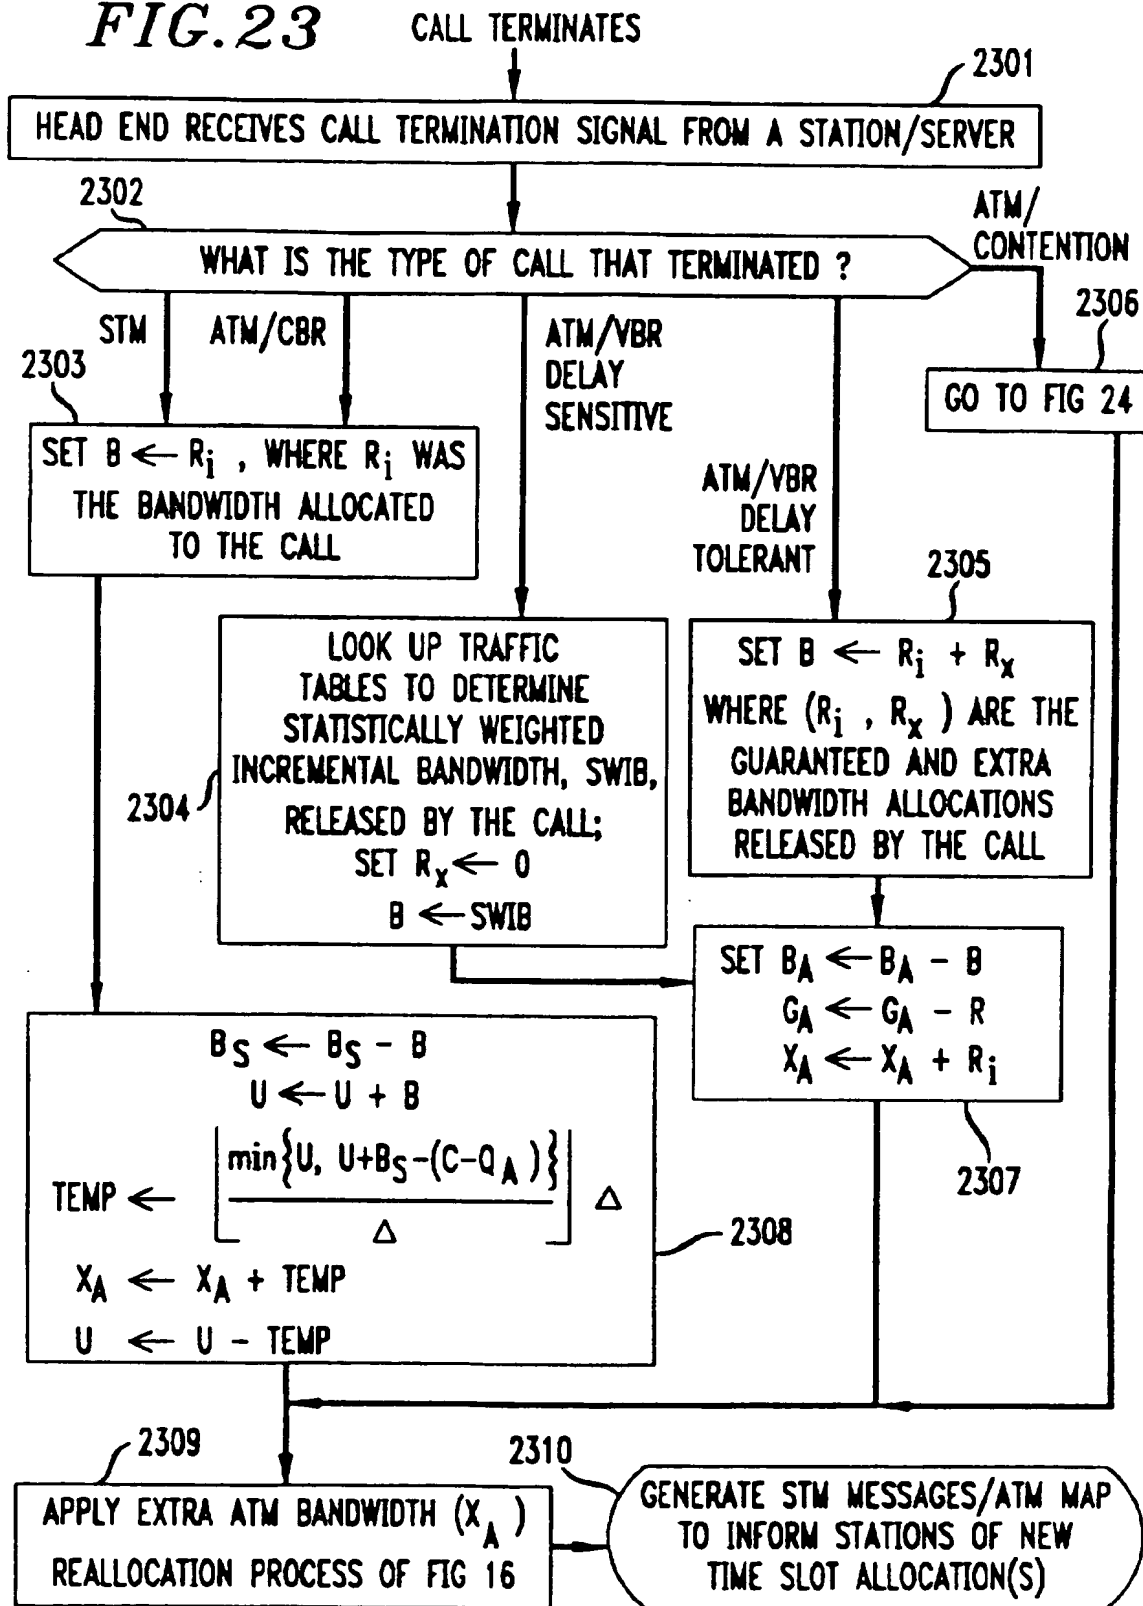 FIG. 23
CALL TERMINATES
2301
HEAD END RECEIVES CALL TERMINATION SIGNAL FROM A STATION/SERVER
2302
WHAT IS THE TYPE OF CALL THAT TERMINATED ?
ATM/
CONTENTION
2306
GO TO FIG 24
STM
ATM/CBR
ATM/VBR
DELAY
SENSITIVE
ATM/VBR
DELAY
TOLERANT
2303
SET B ← Ri , WHERE Ri WAS
THE BANDWIDTH ALLOCATED
TO THE CALL
2304
LOOK UP TRAFFIC
TABLES TO DETERMINE
STATISTICALLY WEIGHTED
INCREMENTAL BANDWIDTH, SWIB,
RELEASED BY THE CALL;
SET Rx ← 0
B ← SWIB
2305
SET B ← Ri + Rx
WHERE (Ri , Rx ) ARE THE
GUARANTEED AND EXTRA
BANDWIDTH ALLOCATIONS
RELEASED BY THE CALL
SET BA ← BA - B
GA ← GA - R
XA ← XA + Ri
2307
BS ← BS - B
U ← U + B
TEMP ← ⌊ min{U, U+BS-(C-QA )} / Δ ⌋ Δ
XA ← XA + TEMP
U ← U - TEMP
2308
2309
APPLY EXTRA ATM BANDWIDTH (XA )
REALLOCATION PROCESS OF FIG 16
2310
GENERATE STM MESSAGES/ATM MAP
TO INFORM STATIONS OF NEW
TIME SLOT ALLOCATION(S)